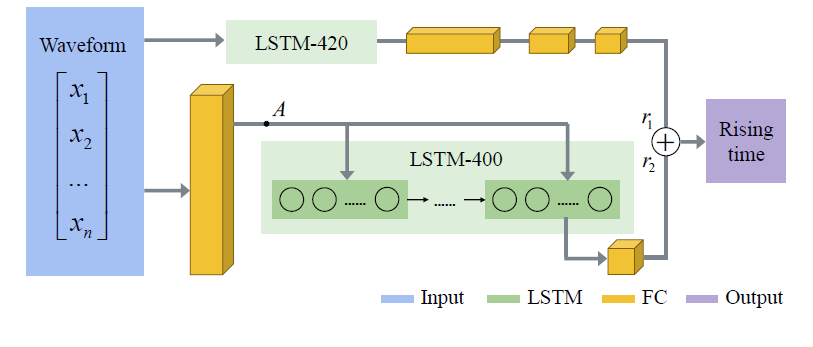 Waveform
x1
x2
...
xn
LSTM-420
A
LSTM-400
...... ...... ......
r1
+
r2
Rising
time
Input LSTM FC Output